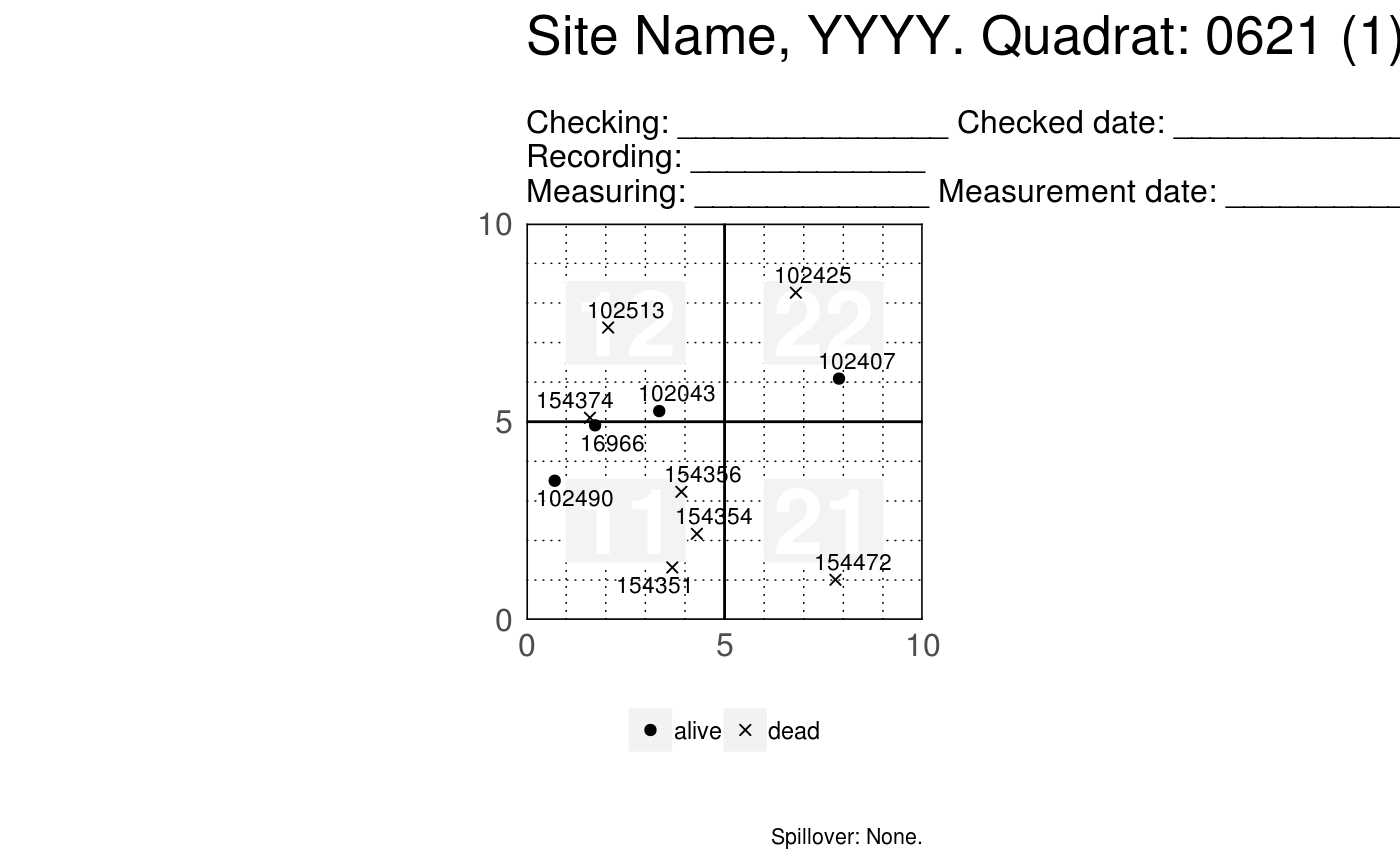 Site Name, YYYY. Quadrat: 0621 (1)
Checking: _______________ Checked date: _____________
Recording: _____________
Measuring: _____________ Measurement date: __________
10
102425
102513
12 22
102407
102043
154374
5
16966
154356
102490
11 154354 21
154472
154351
0
0 5 10
alive dead
Spillover: None.